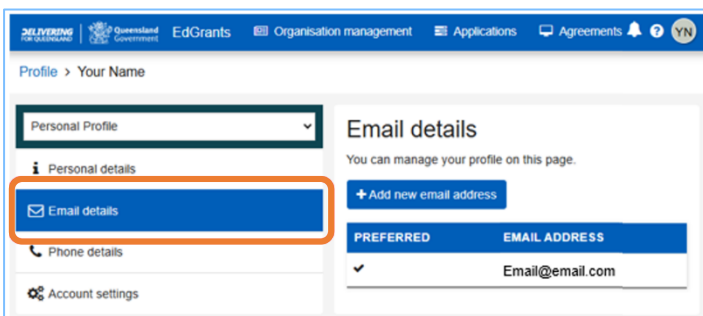 DELIVERING FOR QUEENSLAND Queensland Government EdGrants Organisation management Applications Agreements ? YN
Profile > Your Name
Personal Profile
i Personal details
Email details
Phone details
Account settings
Email details
You can manage your profile on this page.
+ Add new email address
PREFERRED EMAIL ADDRESS
✔ Email@email.com